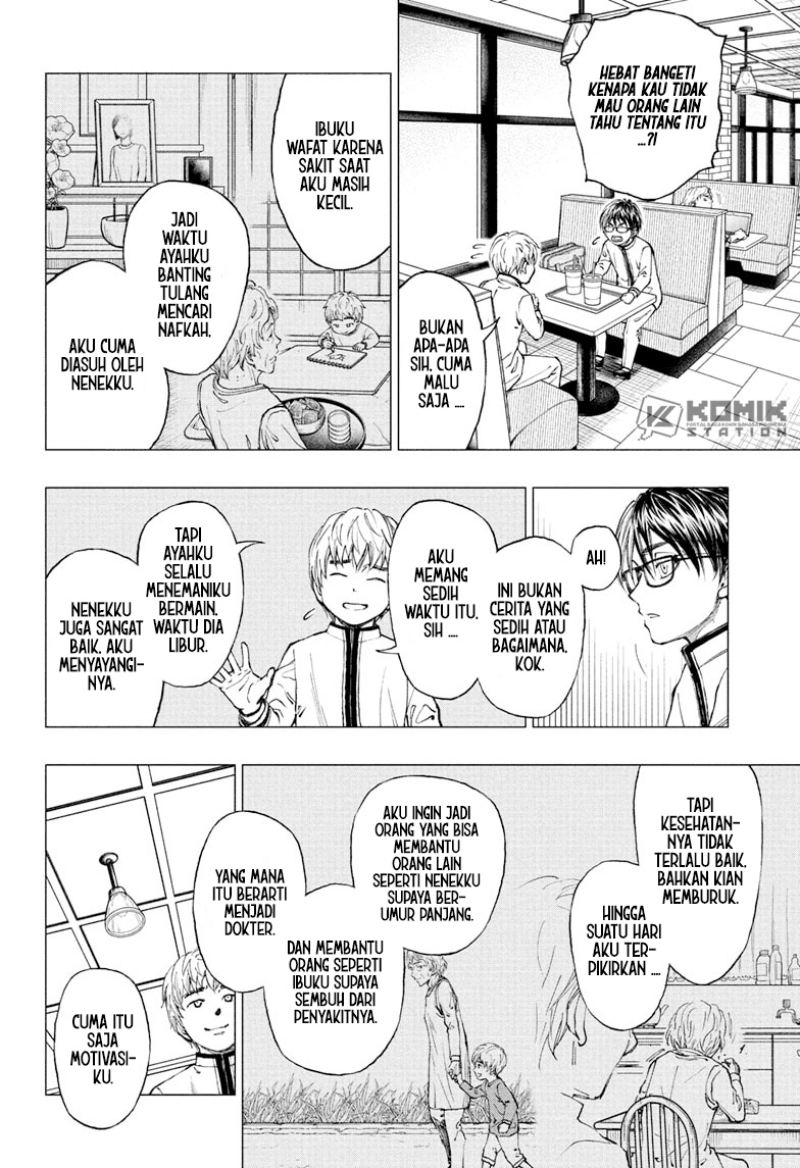 HEBAT BANGET!
KENAPA KAU TIDAK
MAU ORANG LAIN
TAHU TENTANG ITU
...?!
BUKAN
APA-APA
SIH, CUMA
MALU
SAJA ....
IBUKU
WAFAT KARENA
SAKIT SAAT
AKU MASIH
KECIL.
JADI
WAKTU
AYAHKU
BANTING
TULANG
MENCARI
NAFKAH,
AKU CUMA
DIASUH OLEH
NENEKKU.
KOMIK
STATION
AH!
INI BUKAN
CERITA YANG
SEDIH ATAU
BAGAIMANA,
KOK.
AKU
MEMANG
SEDIH
WAKTU ITU,
SIH ....
TAPI
AYAHKU
SELALU
MENEMANIKU
BERMAIN,
WAKTU DIA
LIBUR.
NENEKKU
JUGA SANGAT
BAIK, AKU
MENYAYANGI-
NYA.
TAPI
KESEHATAN-
NYA TIDAK
TERLALU BAIK,
BAHKAN KIAN
MEMBURUK.
HINGGA
SUATU HARI
AKU TER-
PIKIRKAN ....
AKU INGIN JADI
ORANG YANG BISA
MEMBANTU
ORANG LAIN
SEPERTI NENEKKU
SUPAYA BER-
UMUR PANJANG.
DAN MEMBANTU
ORANG SEPERTI
IBUKU SUPAYA
SEMBUH DARI
PENYAKITNYA.
YANG MANA
ITU BERARTI
MENJADI
DOKTER.
CUMA ITU
SAJA
MOTIVASI-
KU.